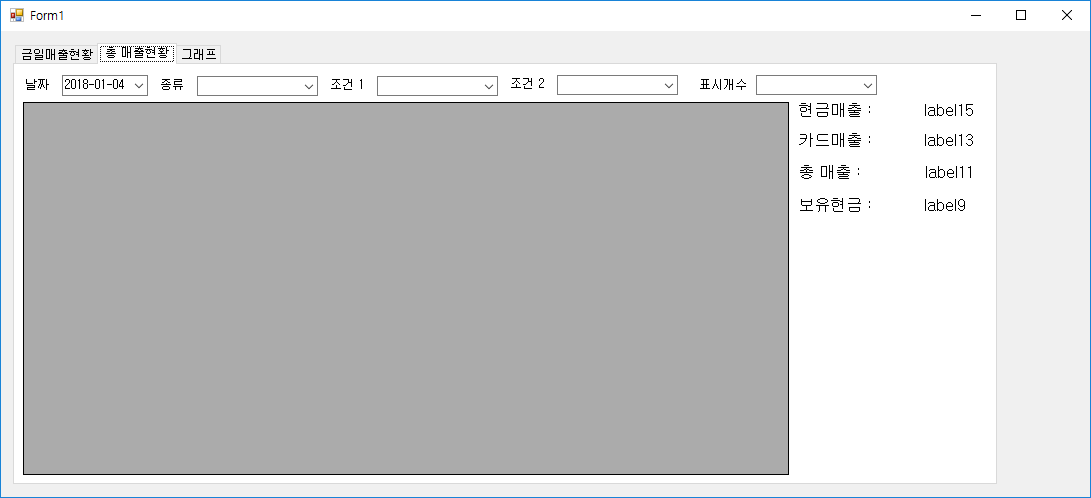 Form1
금일매출현황 총 매출현황 그래프
날짜 2018-01-04 종류 조건 1 조건 2 표시개수
현금매출 : label15
카드매출 : label13
총 매출 : label11
보유현금 : label9